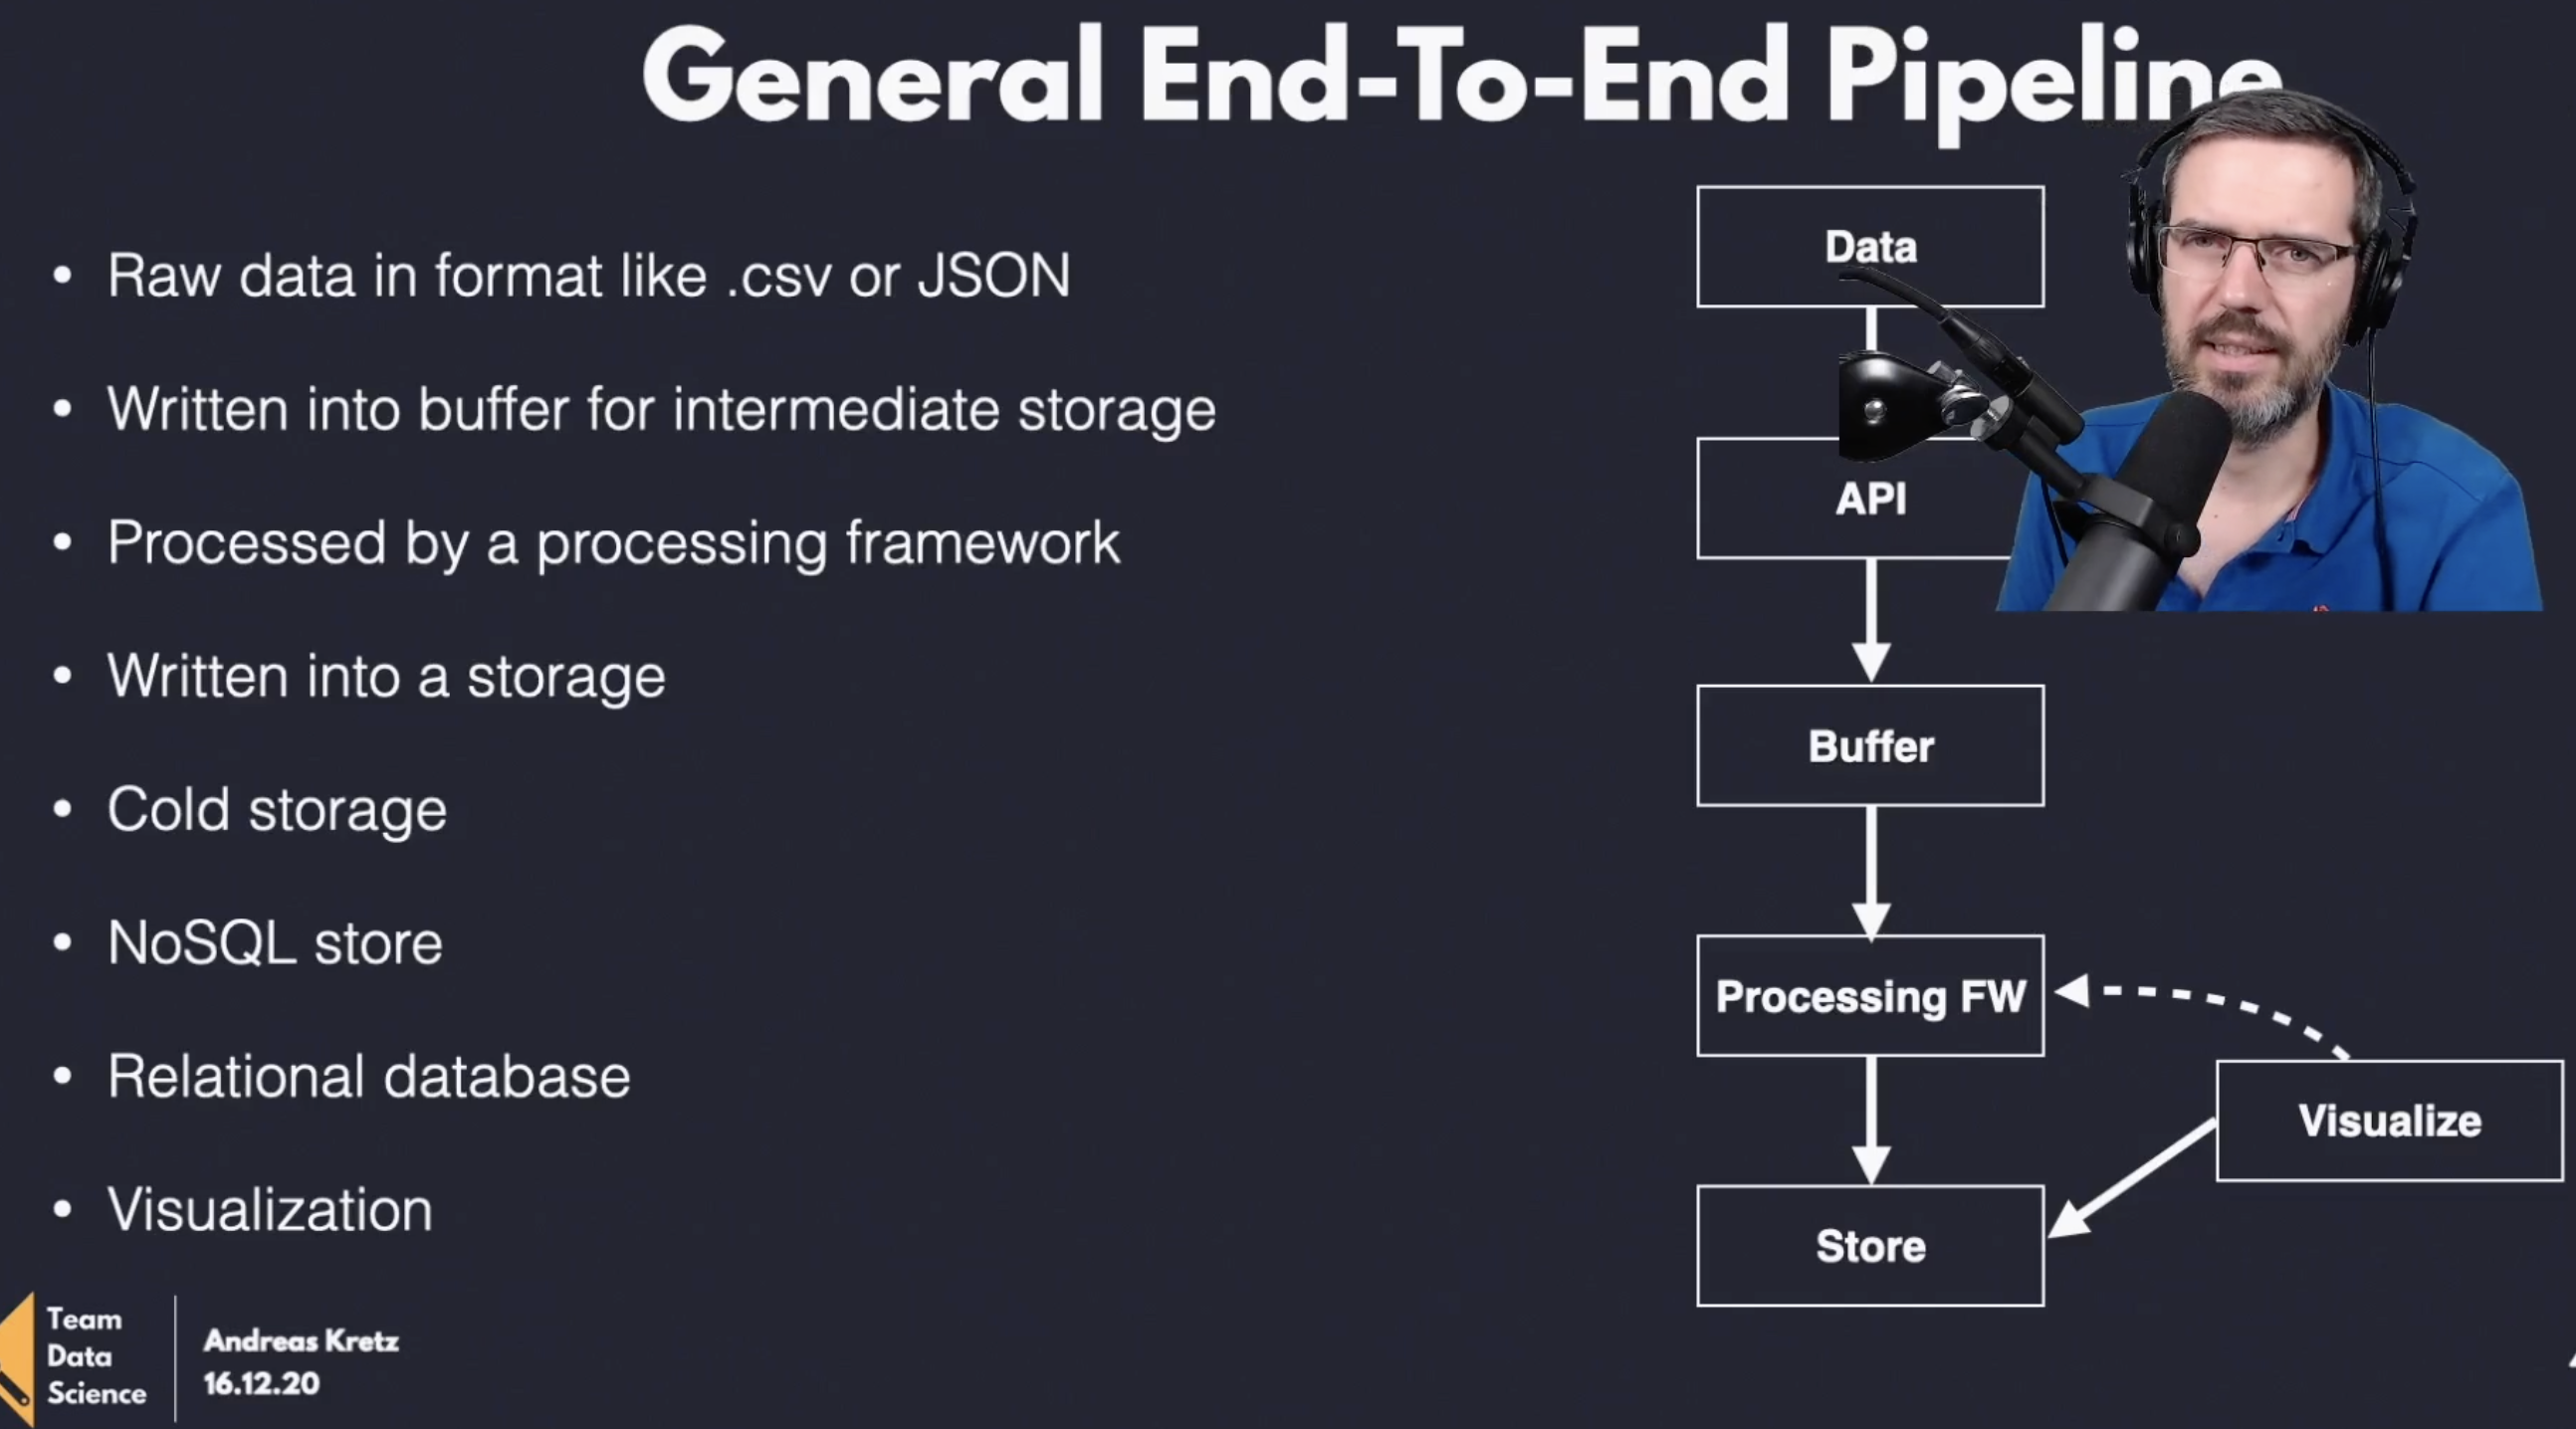 General End-To-End Pipeline
• Raw data in format like .csv or JSON
• Written into buffer for intermediate storage
• Processed by a processing framework
• Written into a storage
• Cold storage
• NoSQL store
• Relational database
• Visualization
Data
API
Buffer
Processing FW
Visualize
Store
Team
Data
Science
Andreas Kretz
16.12.20